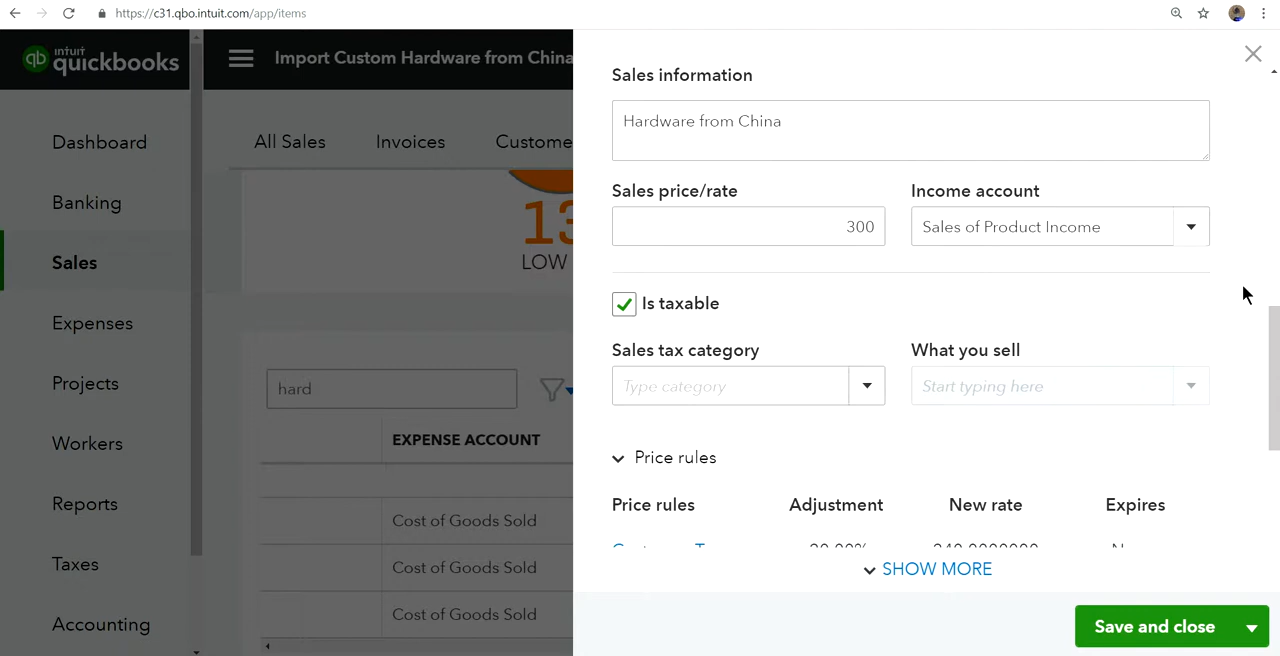 https://c31.qbo.intuit.com/app/items
qb intuit quickbooks
Import Custom Hardware from China
Dashboard
Banking
Sales
Expenses
Projects
Workers
Reports
Taxes
Accounting
All Sales
Invoices
Custome
13
LOW
hard
EXPENSE ACCOUNT
Cost of Goods Sold
Cost of Goods Sold
Cost of Goods Sold
Sales information
Hardware from China
Sales price/rate
Income account
300
Sales of Product Income
Is taxable
Sales tax category
What you sell
Type category
Start typing here
Price rules
Price rules Adjustment New rate Expires
SHOW MORE
Save and close